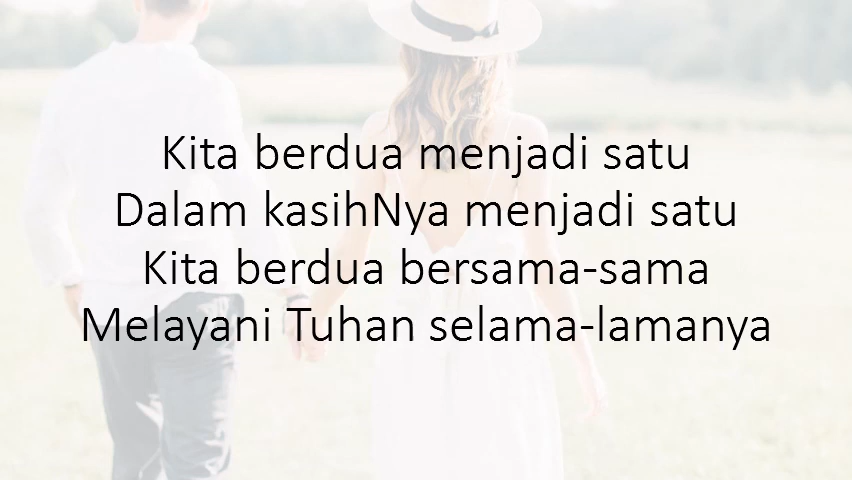 Kita berdua menjadi satu
Dalam kasihNya menjadi satu
Kita berdua bersama-sama
Melayani Tuhan selama-lamanya